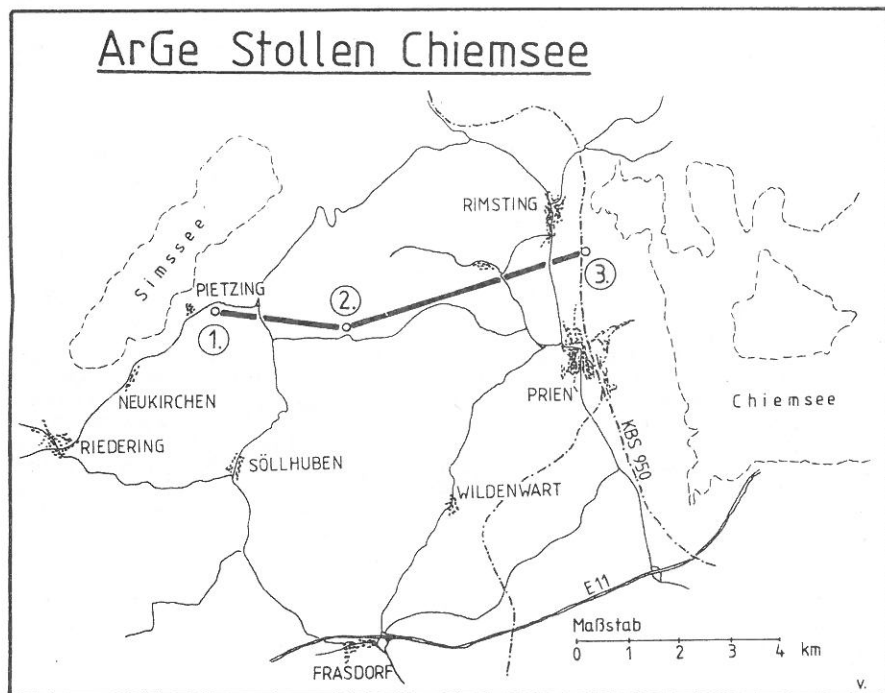 ArGe Stollen Chiemsee
Simssee
RIMSTING
PIETZING
2.
3.
1.
NEUKIRCHEN
PRIEN
Chiemsee
RIEDERING
SÖLLHUBEN
KBS 950
WILDENWART
E11
Maßstab
0 1 2 3 4 km
FRASDORF
V.